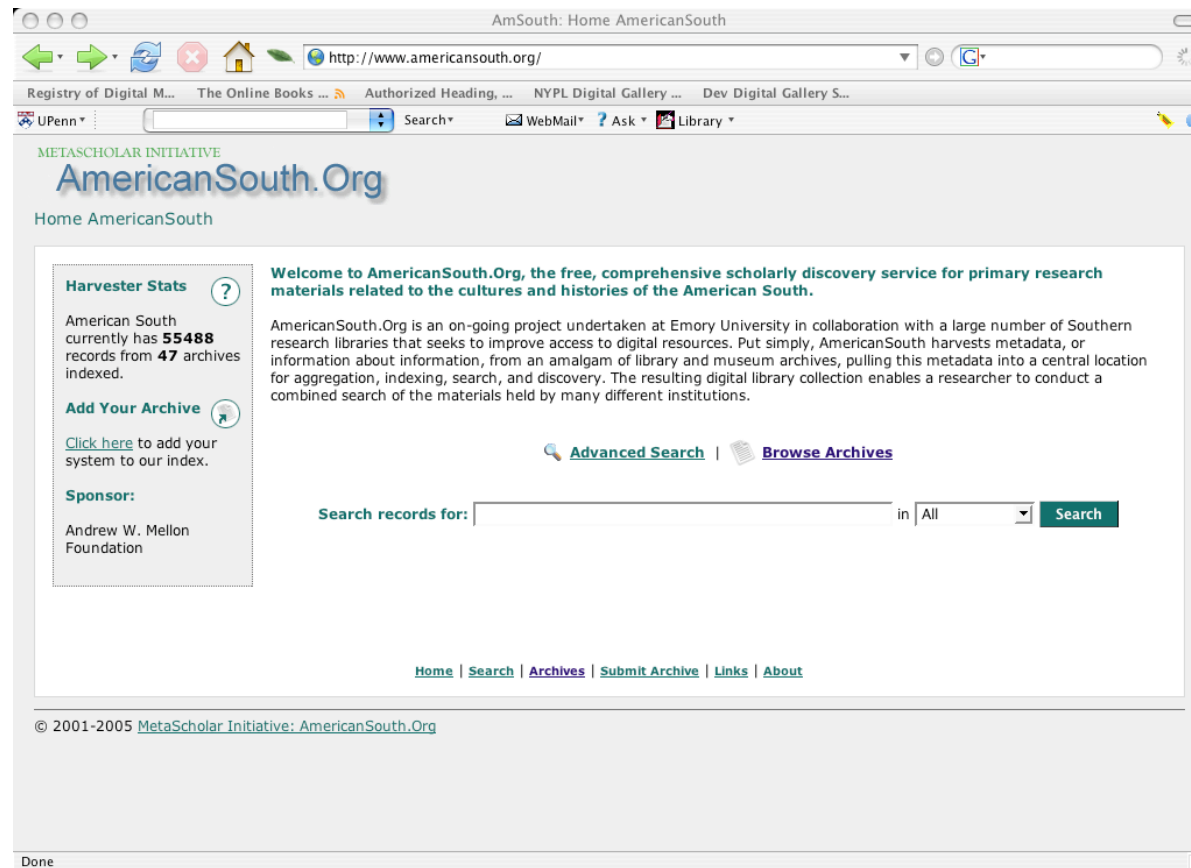 AmSouth: Home AmericanSouth
http://www.americansouth.org/
G
Registry of Digital M... The Online Books ... Authorized Heading, ... NYPL Digital Gallery ... Dev Digital Gallery S...
UPenn Search WebMail ? Ask Library
METASCHOLAR INITIATIVE
AmericanSouth.Org
Home AmericanSouth
Harvester Stats ?
American South
currently has 55488
records from 47 archives
indexed.
Add Your Archive
Click here to add your
system to our index.
Sponsor:
Andrew W. Mellon
Foundation
Welcome to AmericanSouth.Org, the free, comprehensive scholarly discovery service for primary research
materials related to the cultures and histories of the American South.
AmericanSouth.Org is an on-going project undertaken at Emory University in collaboration with a large number of Southern
research libraries that seeks to improve access to digital resources. Put simply, AmericanSouth harvests metadata, or
information about information, from an amalgam of library and museum archives, pulling this metadata into a central location
for aggregation, indexing, search, and discovery. The resulting digital library collection enables a researcher to conduct a
combined search of the materials held by many different institutions.
Advanced Search | Browse Archives
Search records for: in All Search
Home | Search | Archives | Submit Archive | Links | About
© 2001-2005 MetaScholar Initiative: AmericanSouth.Org
Done